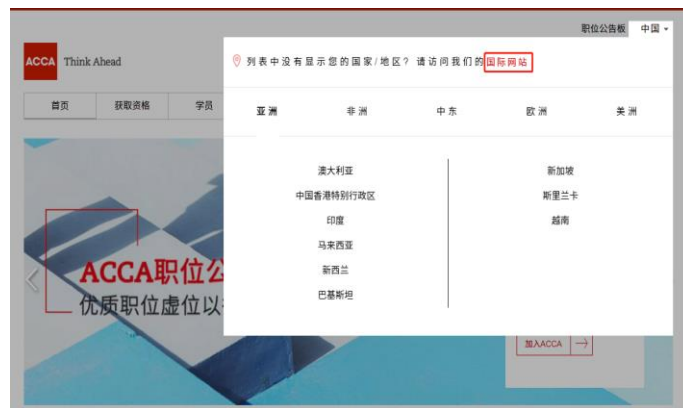 职位公告板 中国
ACCA Think Ahead
列表中没有显示您的国家/地区？ 请访问我们的国际网站
首页 获取资格 学员
亚洲 非洲 中东 欧洲 美洲
澳大利亚 新加坡
中国香港特别行政区 斯里兰卡
印度 越南
马来西亚
新西兰
巴基斯坦
ACCA职位公
优质职位虚位以
加入ACCA